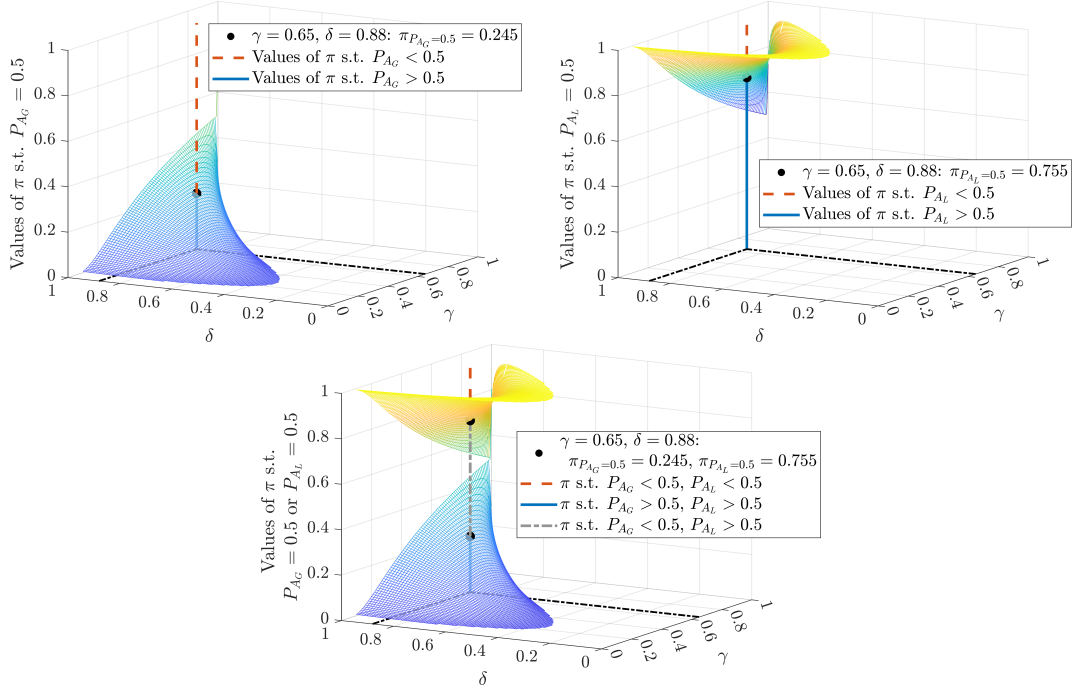 Values of π s.t. P_{A_G} = 0.5
1
0.8
0.6
0.4
0.2
0
1
0.8
0.6
0.4
0.2
0
δ
0
0.2
0.4
0.6
0.8
1
γ
γ = 0.65, δ = 0.88: π_{P_{A_G}=0.5} = 0.245
Values of π s.t. P_{A_G} < 0.5
Values of π s.t. P_{A_G} > 0.5
Values of π s.t. P_{A_L} = 0.5
1
0.8
0.6
0.4
0.2
0
1
0.8
0.6
0.4
0.2
0
δ
0
0.2
0.4
0.6
0.8
1
γ
γ = 0.65, δ = 0.88: π_{P_{A_L}=0.5} = 0.755
Values of π s.t. P_{A_L} < 0.5
Values of π s.t. P_{A_L} > 0.5
Values of π s.t.
P_{A_G} = 0.5 or P_{A_L} = 0.5
1
0.8
0.6
0.4
0.2
0
1
0.8
0.6
0.4
0.2
0
δ
0
0.2
0.4
0.6
0.8
1
γ
γ = 0.65, δ = 0.88:
π_{P_{A_G}=0.5} = 0.245, π_{P_{A_L}=0.5} = 0.755
π s.t. P_{A_G} < 0.5, P_{A_L} < 0.5
π s.t. P_{A_G} > 0.5, P_{A_L} > 0.5
π s.t. P_{A_G} < 0.5, P_{A_L} > 0.5